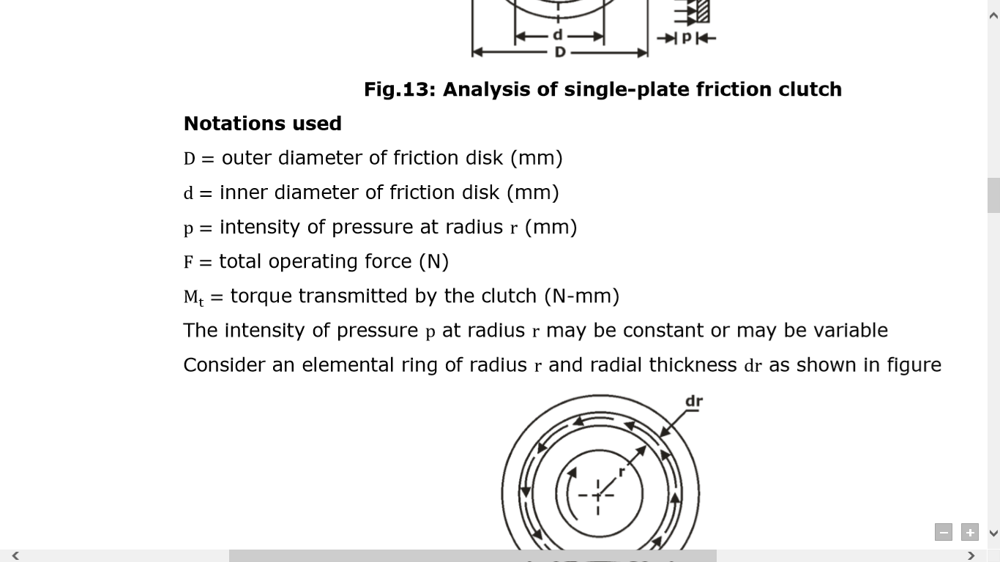 d
p
D
Fig.13: Analysis of single-plate friction clutch
Notations used
D = outer diameter of friction disk (mm)
d = inner diameter of friction disk (mm)
p = intensity of pressure at radius r (mm)
F = total operating force (N)
Mₜ = torque transmitted by the clutch (N-mm)
The intensity of pressure p at radius r may be constant or may be variable
Consider an elemental ring of radius r and radial thickness dr as shown in figure
dr
r